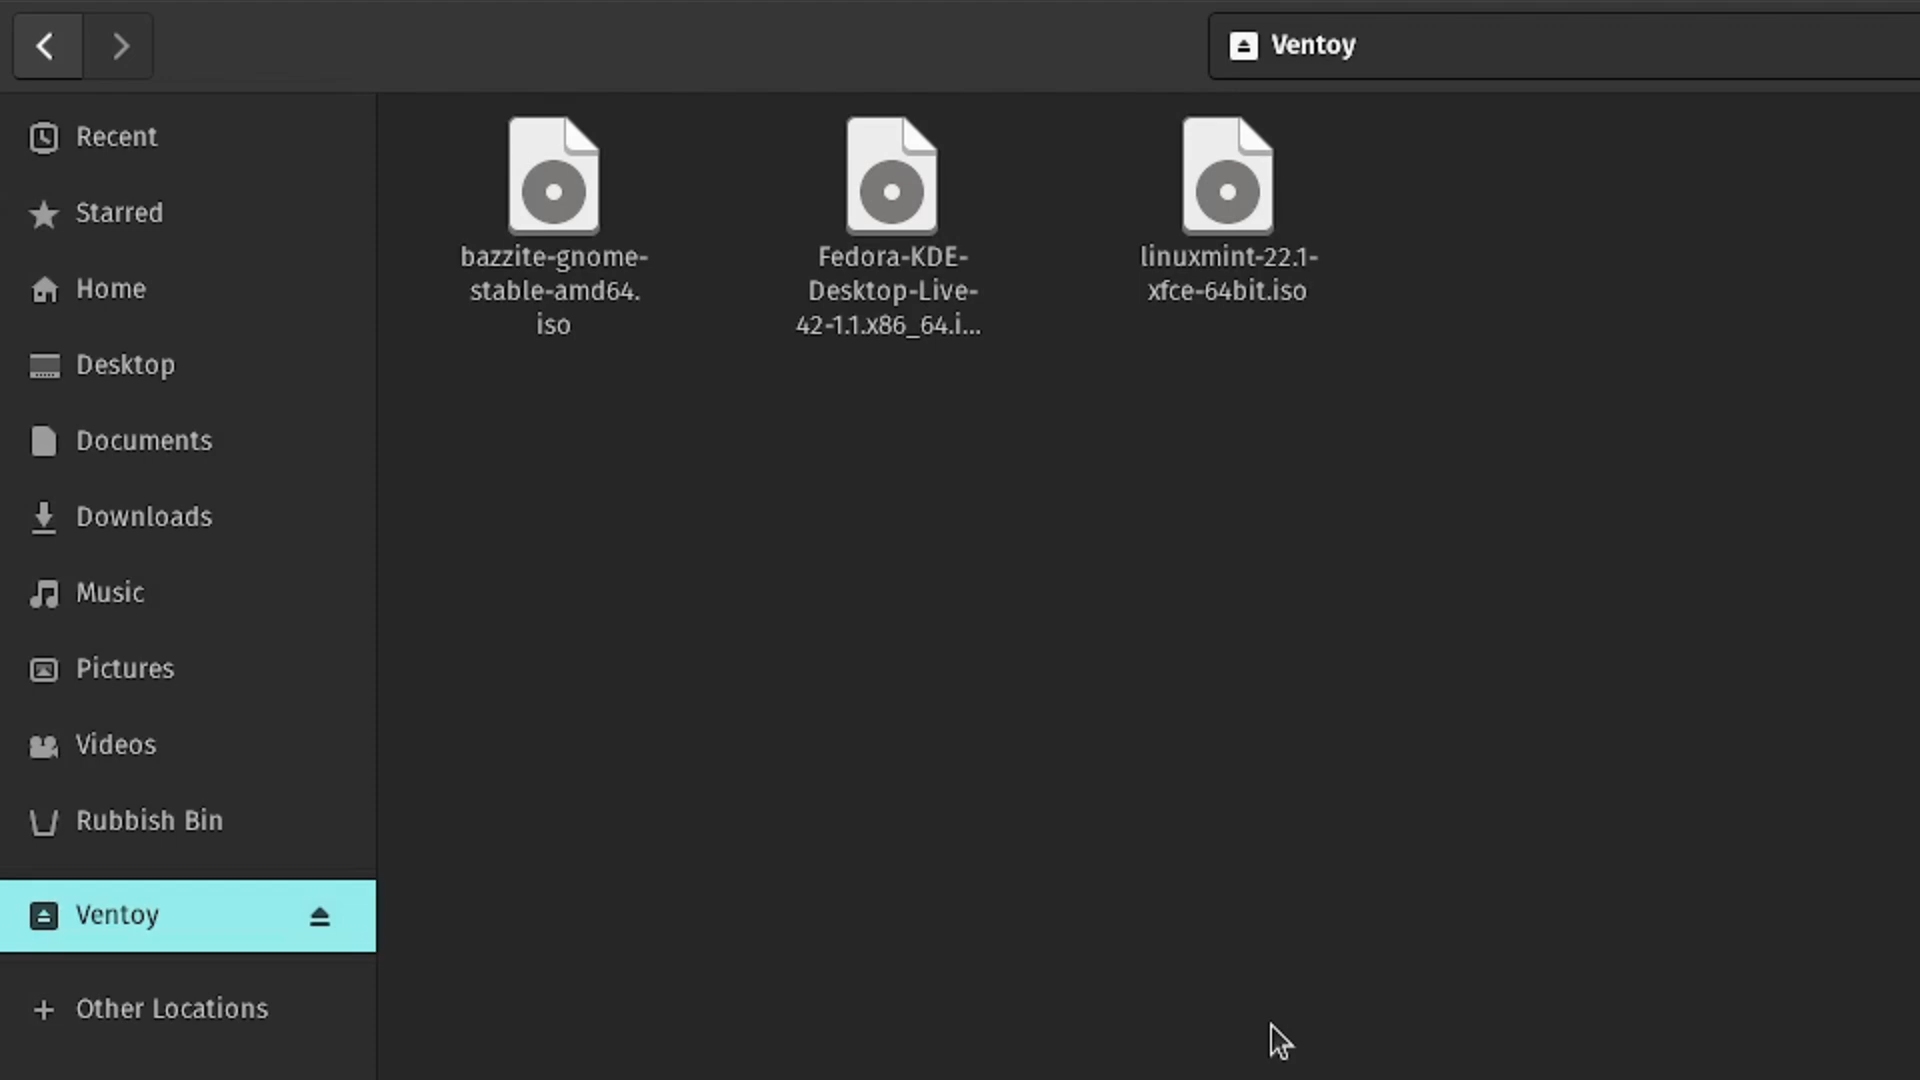 Ventoy
Recent
Starred
Home
Desktop
Documents
Downloads
Music
Pictures
Videos
Rubbish Bin
Ventoy
Other Locations
bazzite-gnome-
stable-amd64.
iso
Fedora-KDE-
Desktop-Live-
42-1.1.x86_64.i...
linuxmint-22.1-
xfce-64bit.iso